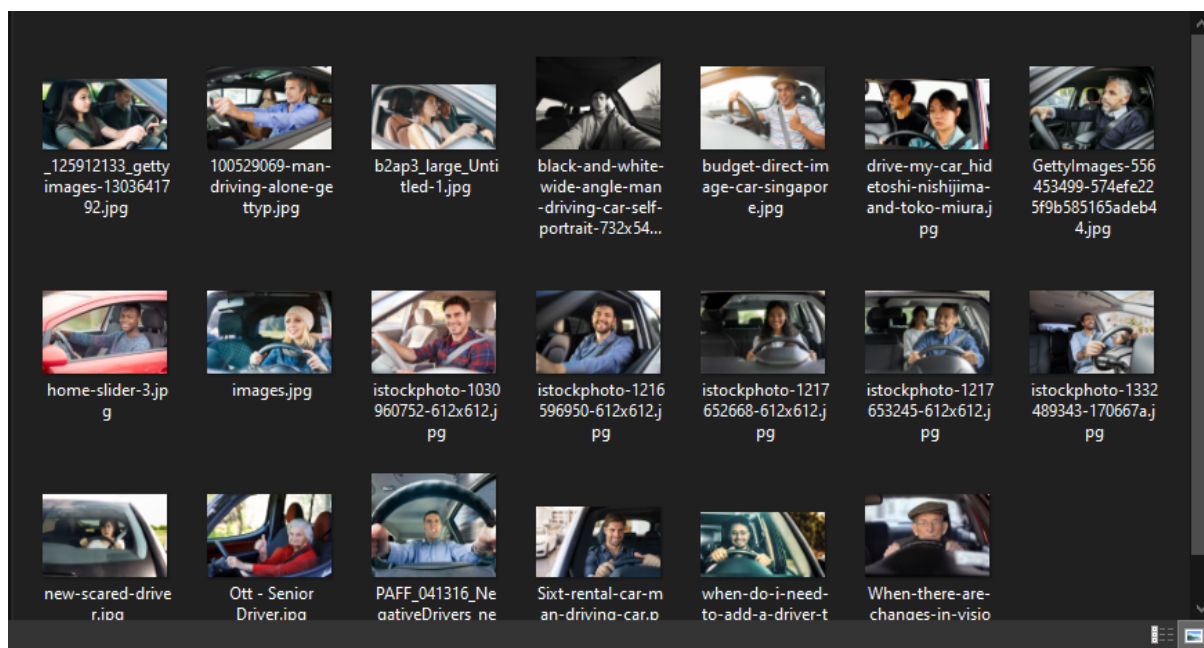 _125912133_getty
images-13036417
92.jpg
100529069-man-
driving-alone-ge
ttyp.jpg
b2ap3_large_Unti
tled-1.jpg
black-and-white-
wide-angle-man
-driving-car-self-
portrait-732x54...
budget-direct-im
age-car-singapor
e.jpg
drive-my-car_hid
etoshi-nishijima-
and-toko-miura.j
pg
GettyImages-556
453499-574efe22
5f9b585165adeb4
4.jpg
home-slider-3.jp
g
images.jpg
istockphoto-1030
960752-612x612.j
pg
istockphoto-1216
596950-612x612.j
pg
istockphoto-1217
652668-612x612.j
pg
istockphoto-1217
653245-612x612.j
pg
istockphoto-1332
489343-170667a.j
pg
new-scared-drive
r.jpg
Ott - Senior
Driver.jpg
PAFF_041316_Ne
gativeDrivers_ne
Sixt-rental-car-m
an-driving-car.p
when-do-i-need-
to-add-a-driver-t
When-there-are-
changes-in-visio